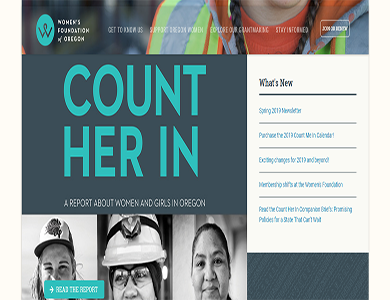 WOMEN'S
FOUNDATION
of OREGON
GET TO KNOW US SUPPORT OREGON WOMEN EXPLORE OUR GRANTMAKING STAY INFORMED JOIN OR RENEW
COUNT
HER IN
A REPORT ABOUT WOMEN AND GIRLS IN OREGON
READ THE REPORT
What's New
Spring 2019 Newsletter
Purchase the 2019 Count Me In Calendar!
Exciting changes for 2019 and beyond!
Membership shifts at the Women's Foundation
Read the Count Her In Companion Briefs: Promising
Policies for a State That Can't Wait